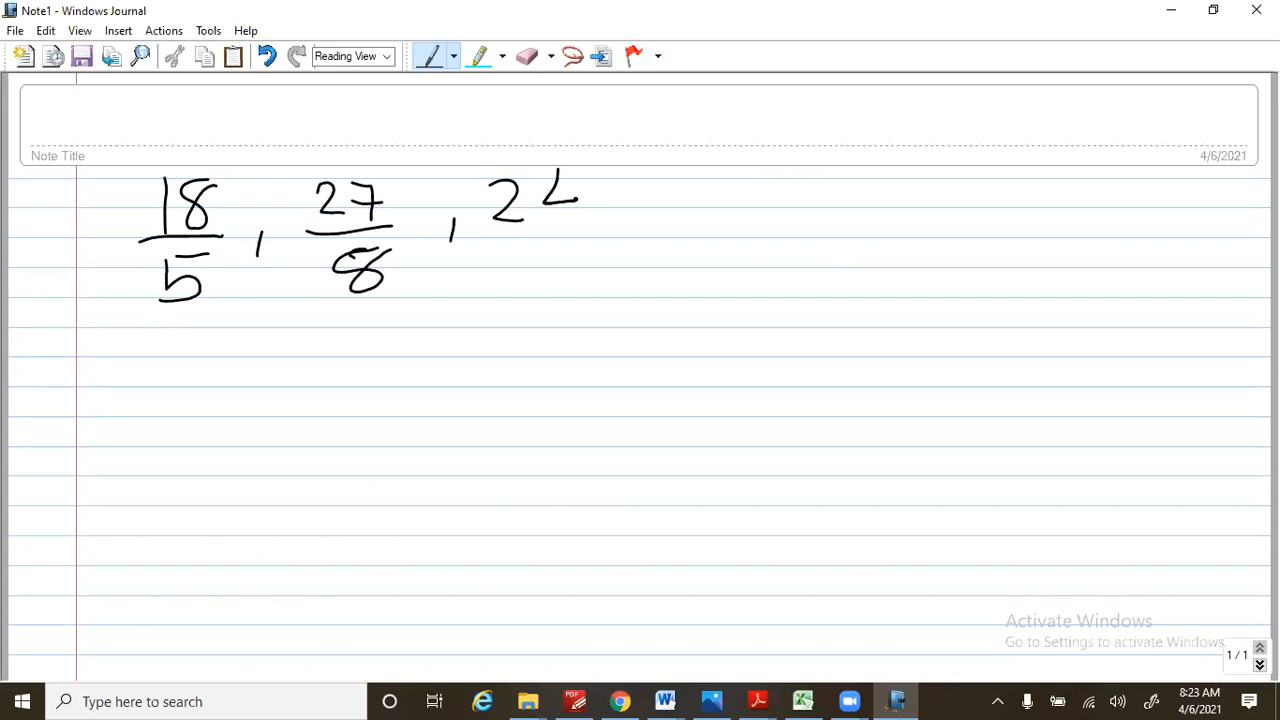 Note1 - Windows Journal
File Edit View Insert Actions Tools Help
Reading View
Note Title
4/6/2021
18 27
, , 2
5 8
Activate Windows
Go to Settings to activate Windows.
1 / 1
Type here to search
8:23 AM
4/6/2021